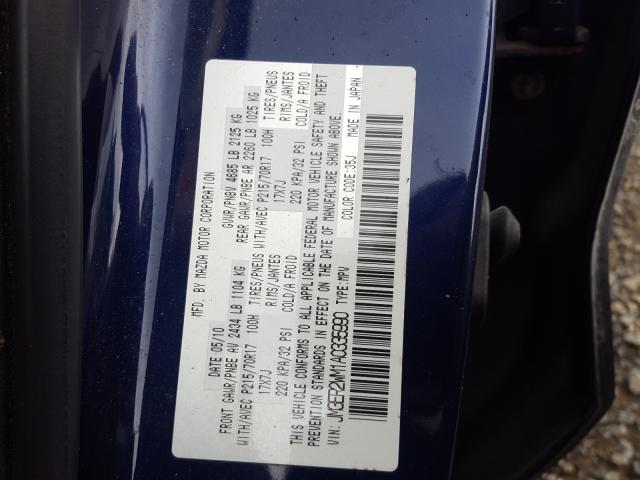 MFD. BY MAZDA MOTOR CORPORATION
DATE 05/10 GVWR/PNBV 4685 LB 2125 KG
FRONT GAWR/PNBE AV 2434 LB 1104 KG REAR GAWR/PNBE AR 2260 LB 1025 KG
WITH/AVEC P215/70R17 100H TIRES/PNEUS WITH/AVEC P215/70R17 100H TIRES/PNEUS
17X7J RIMS/JANTES 17X7J RIMS/JANTES
220 KPA/32 PSI COLD/A FROID 220 KPA/32 PSI COLD/A FROID
THIS VEHICLE CONFORMS TO ALL APPLICABLE FEDERAL MOTOR VEHICLE SAFETY AND THEFT
PREVENTION STANDARDS IN EFFECT ON THE DATE OF MANUFACTURE SHOWN ABOVE.
VIN: JM3ER2WM1A0335990 TYPE:MPV COLOR CODE:35J MADE IN JAPAN